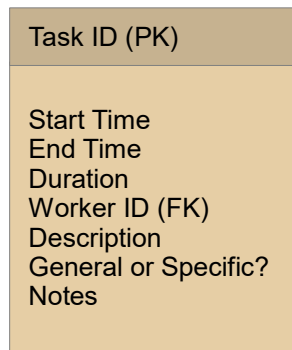 Task ID (PK)
Start Time
End Time
Duration
Worker ID (FK)
Description
General or Specific?
Notes